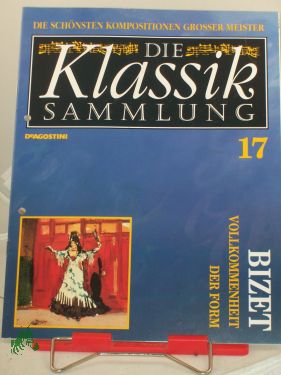 DIE SCHÖNSTEN KOMPOSITIONEN GROSSER MEISTER
DIE
Klassik
SAMMLUNG
DEAGOSTINI
17
BIZET
VOLLKOMMENHEIT
DER FORM